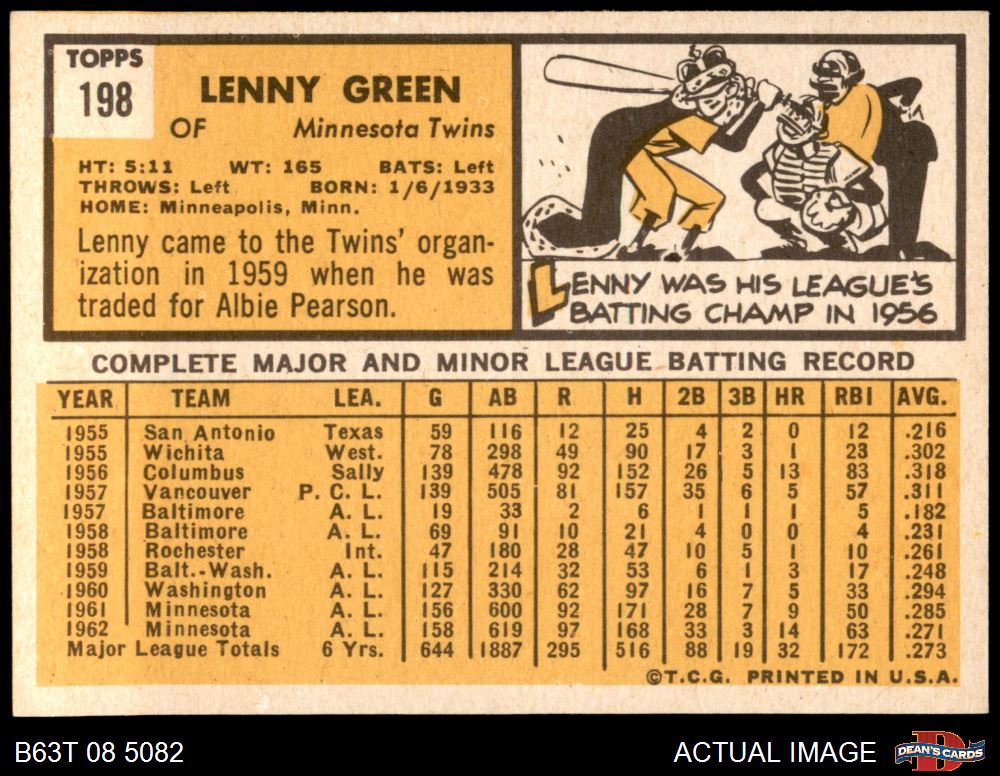 TOPPS
198
LENNY GREEN
OF Minnesota Twins
HT: 5:11 WT: 165 BATS: Left
THROWS: Left BORN: 1/6/1933
HOME: Minneapolis, Minn.
Lenny came to the Twins' organ-
ization in 1959 when he was
traded for Albie Pearson.
LENNY WAS HIS LEAGUE'S
BATTING CHAMP IN 1956
COMPLETE MAJOR AND MINOR LEAGUE BATTING RECORD
YEAR TEAM LEA. G AB R H 2B 3B HR RBI AVG.
1955 San Antonio Texas 59 116 12 25 4 2 0 12 .216
1955 Wichita West. 78 298 49 90 17 3 1 23 .302
1956 Columbus Sally 139 478 92 152 26 5 13 83 .318
1957 Vancouver P. C. L. 139 505 81 157 35 6 5 57 .311
1957 Baltimore A. L. 19 33 2 6 1 1 1 5 .182
1958 Baltimore A. L. 69 91 10 21 4 0 0 4 .231
1958 Rochester Int. 47 180 28 47 10 5 1 10 .261
1959 Balt.-Wash. A. L. 115 214 32 53 6 1 3 17 .248
1960 Washington A. L. 127 330 62 97 16 7 5 33 .294
1961 Minnesota A. L. 156 600 92 171 28 7 9 50 .285
1962 Minnesota A. L. 158 619 97 168 33 3 14 63 .271
Major League Totals 6 Yrs. 644 1887 295 516 88 19 32 172 .273
©T.C.G. PRINTED IN U.S.A.
B63T 08 5082 ACTUAL IMAGE DEAN'S CARDS